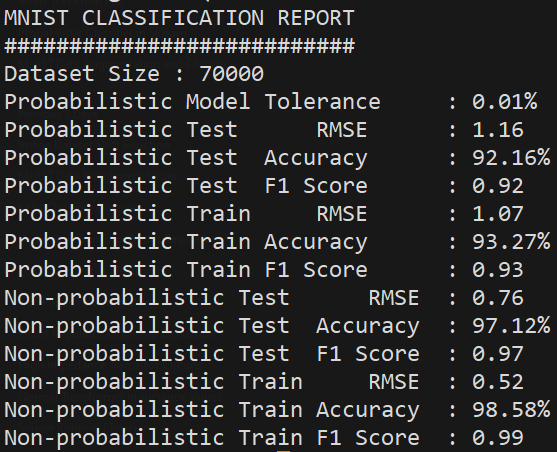 MNIST CLASSIFICATION REPORT
###########################
Dataset Size : 70000
Probabilistic Model Tolerance     : 0.01%
Probabilistic Test      RMSE      : 1.16
Probabilistic Test  Accuracy      : 92.16%
Probabilistic Test  F1 Score      : 0.92
Probabilistic Train     RMSE      : 1.07
Probabilistic Train Accuracy      : 93.27%
Probabilistic Train F1 Score      : 0.93
Non-probabilistic Test      RMSE  : 0.76
Non-probabilistic Test  Accuracy  : 97.12%
Non-probabilistic Test  F1 Score  : 0.97
Non-probabilistic Train     RMSE  : 0.52
Non-probabilistic Train Accuracy  : 98.58%
Non-probabilistic Train F1 Score  : 0.99